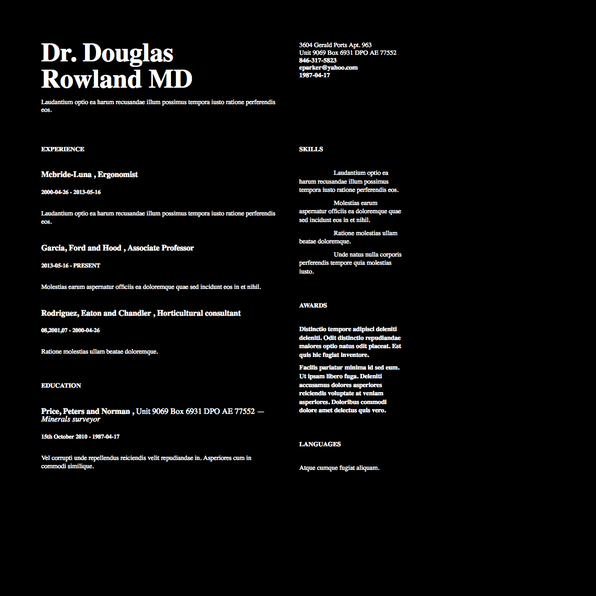 Dr. Douglas
Rowland MD
Laudantium optio ea harum recusandae illum possimus tempora iusto ratione perferendis
eos.
3604 Gerald Ports Apt. 963
Unit 9069 Box 6931 DPO AE 77552
846-317-5823
eparker@yahoo.com
1987-04-17
EXPERIENCE
Mcbride-Luna , Ergonomist
2000-04-26 - 2013-05-16
Laudantium optio ea harum recusandae illum possimus tempora iusto ratione perferendis
eos.
Garcia, Ford and Hood , Associate Professor
2013-05-16 - PRESENT
Molestias earum aspernatur officiis ea doloremque quae sed incidunt eos in et nihil.
Rodriguez, Eaton and Chandler , Horticultural consultant
08,2001,07 - 2000-04-26
Ratione molestias ullam beatae doloremque.
EDUCATION
Price, Peters and Norman , Unit 9069 Box 6931 DPO AE 77552 —
Minerals surveyor
15th October 2010 - 1987-04-17
Vel corrupti unde repellendus reiciendis velit repudiandae in. Asperiores cum in
commodi similique.
SKILLS
Laudantium optio ea
harum recusandae illum possimus
tempora iusto ratione perferendis eos.
Molestias earum
aspernatur officiis ea doloremque quae
sed incidunt eos in et nihil.
Ratione molestias ullam
beatae doloremque.
Unde natus nulla corporis
perferendis tempore quia molestias
iusto.
AWARDS
Distinctio tempore adipisci deleniti
deleniti. Odit distinctio repudiandae
maiores optio natus odit placeat. Est
quis hic fugiat inventore.
Facilis pariatur minima id sed eum.
Ut ipsam libero fuga. Deleniti
accusamus dolores asperiores
reiciendis voluptate at veniam
asperiores. Doloribus commodi
dolore amet delectus quis vero.
LANGUAGES
Atque cumque fugiat aliquam.